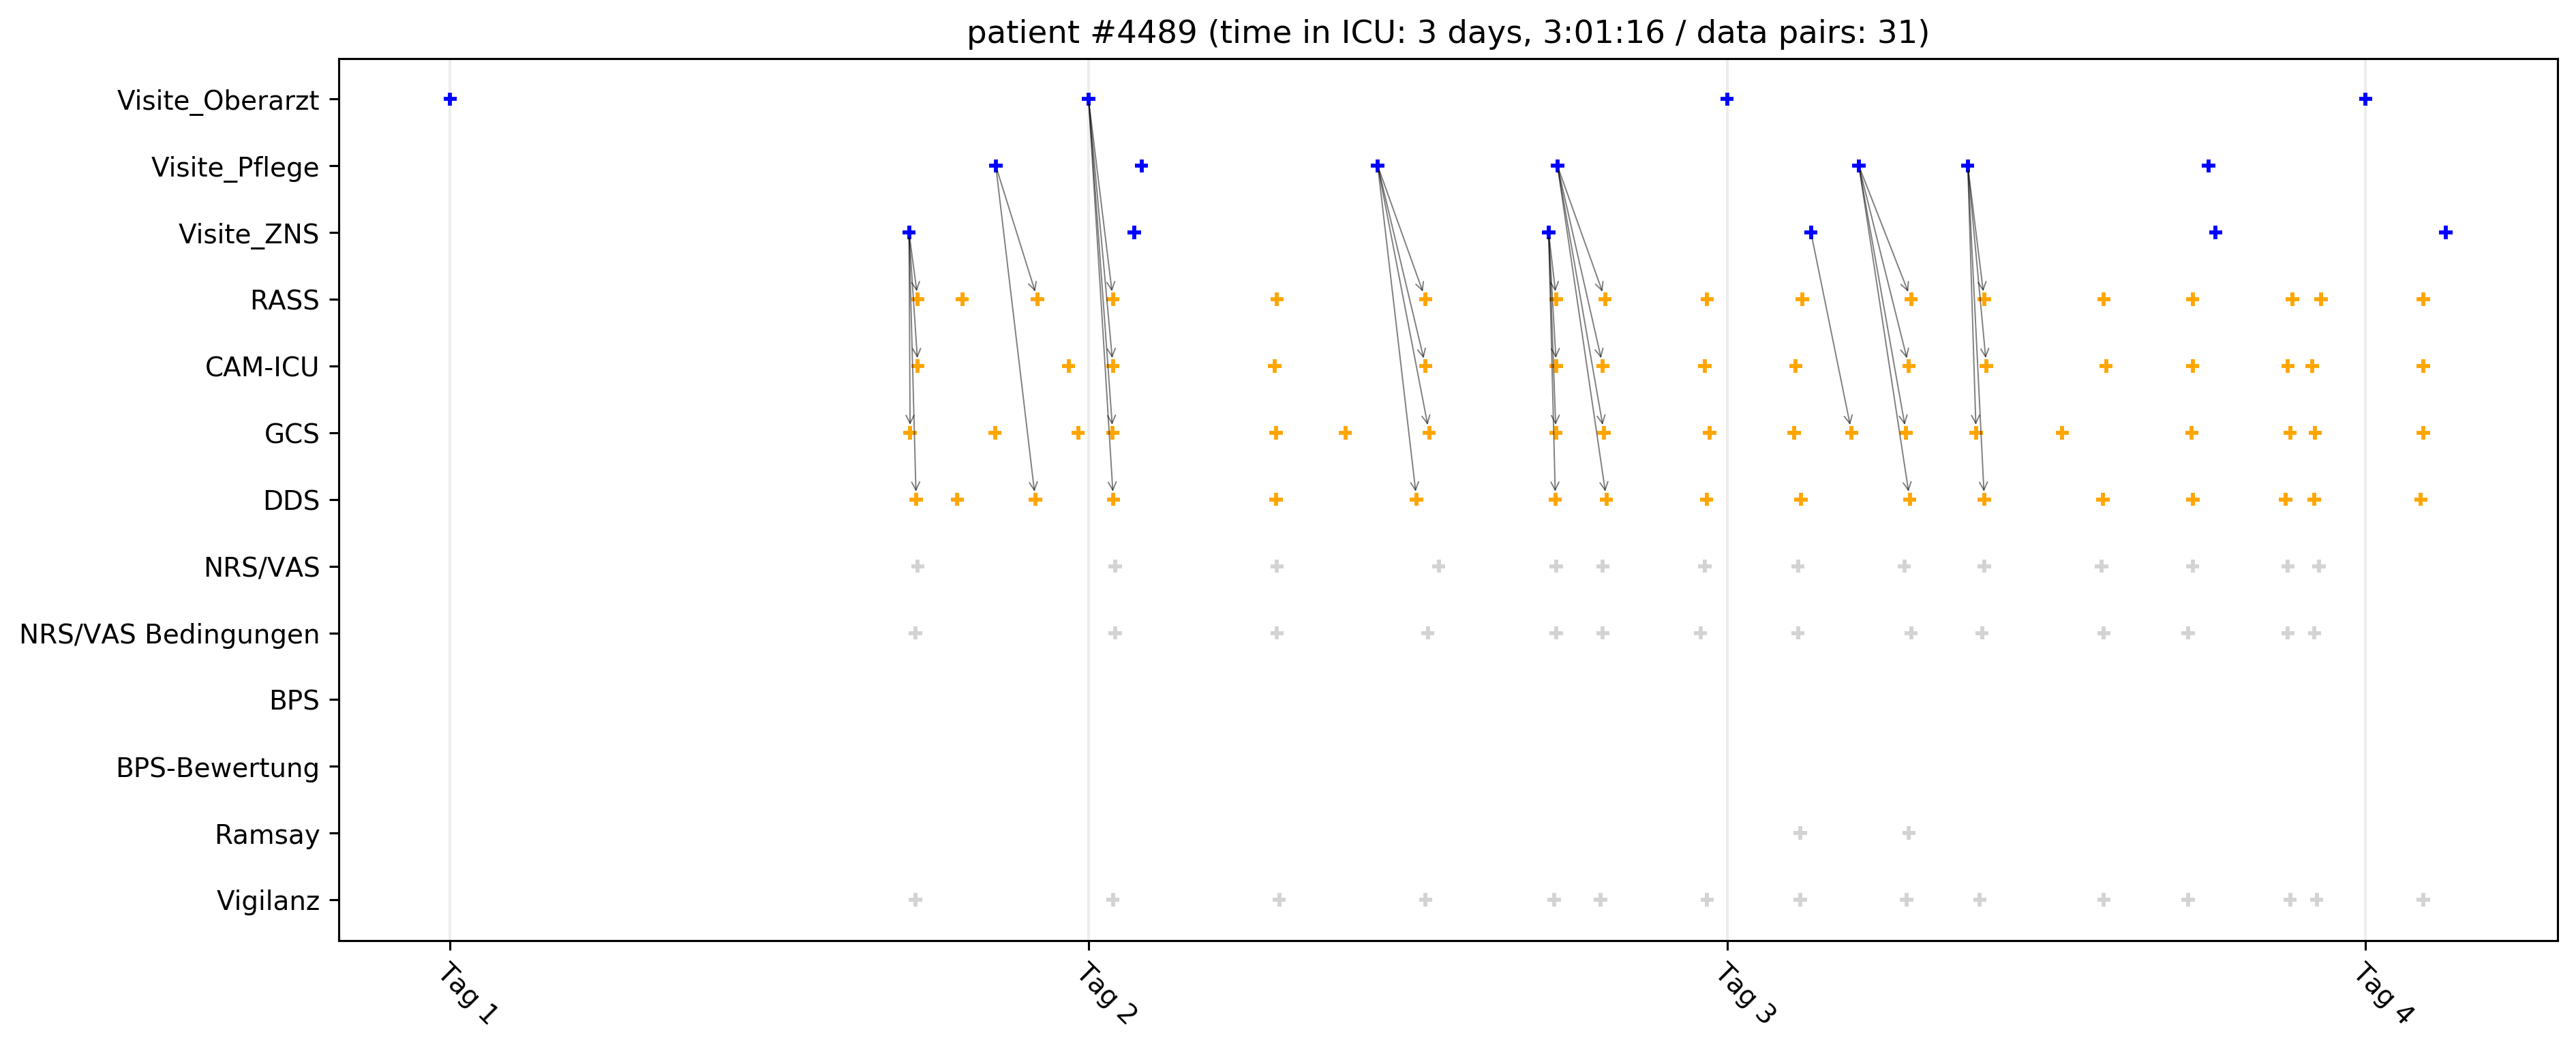 patient #4489 (time in ICU: 3 days, 3:01:16 / data pairs: 31)
Visite_Oberarzt
Visite_Pflege
Visite_ZNS
RASS
CAM-ICU
GCS
DDS
NRS/VAS
NRS/VAS Bedingungen
BPS
BPS-Bewertung
Ramsay
Vigilanz
Tag 1
Tag 2
Tag 3
Tag 4